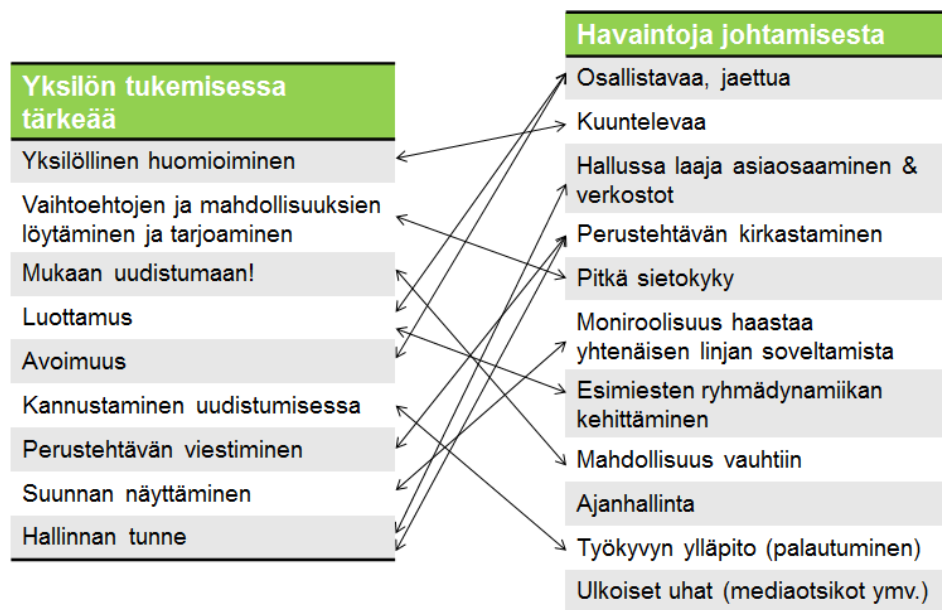 Yksilön tukemisessa
tärkeää
Yksilöllinen huomioiminen
Vaihtoehtojen ja mahdollisuuksien
löytäminen ja tarjoaminen
Mukaan uudistumaan!
Luottamus
Avoimuus
Kannustaminen uudistumisessa
Perustehtävän viestiminen
Suunnan näyttäminen
Hallinnan tunne
Havaintoja johtamisesta
Osallistavaa, jaettua
Kuuntelevaa
Hallussa laaja asiaosaaminen &
verkostot
Perustehtävän kirkastaminen
Pitkä sietokyky
Moniroolisuus haastaa
yhtenäisen linjan soveltamista
Esimiesten ryhmädynamiikan
kehittäminen
Mahdollisuus vauhtiin
Ajanhallinta
Työkyvyn ylläpito (palautuminen)
Ulkoiset uhat (mediaotsikot ymv.)